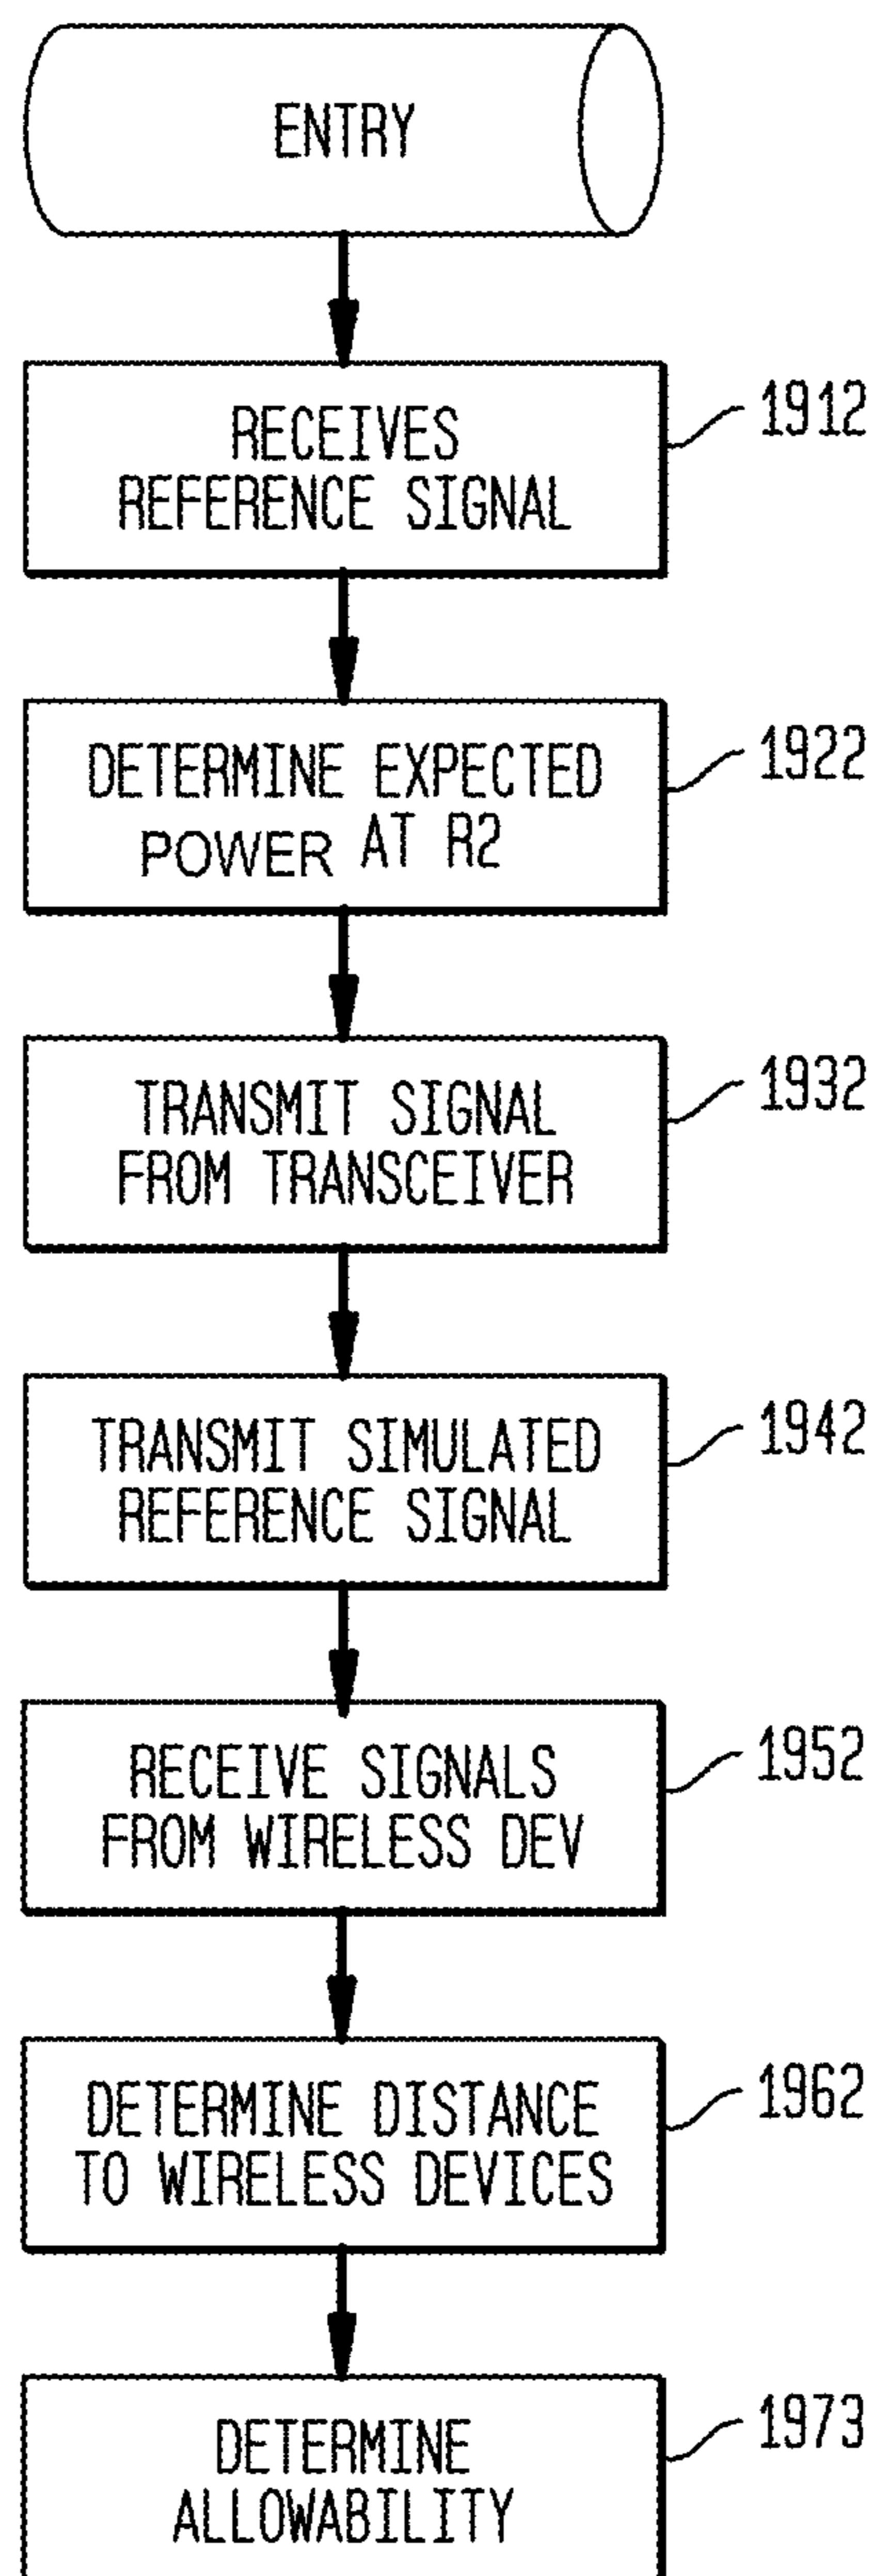 ENTRY
RECEIVES
REFERENCE SIGNAL
1912
DETERMINE EXPECTED
POWER AT R2
1922
TRANSMIT SIGNAL
FROM TRANSCEIVER
1932
TRANSMIT SIMULATED
REFERENCE SIGNAL
1942
RECEIVE SIGNALS
FROM WIRELESS DEV
1952
DETERMINE DISTANCE
TO WIRELESS DEVICES
1962
DETERMINE
ALLOWABILITY
1973